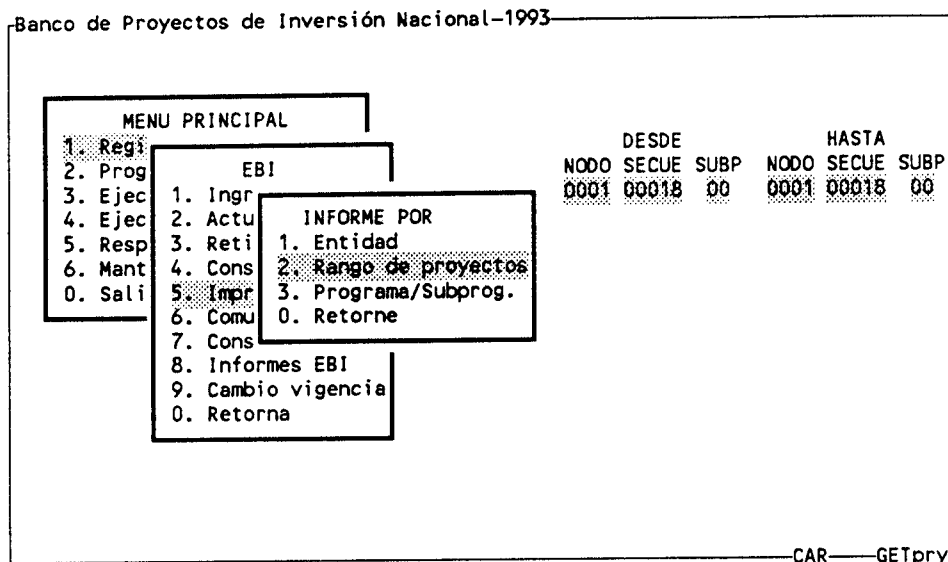 Banco de Proyectos de Inversión Nacional-1993
MENU PRINCIPAL
1. Regi
2. Prog
3. Ejec
4. Ejec
5. Resp
6. Mant
0. Sali
EBI
1. Ingr
2. Actu
3. Reti
4. Cons
5. Impr
6. Comu
7. Cons
8. Informes EBI
9. Cambio vigencia
0. Retorna
INFORME POR
1. Entidad
2. Rango de proyectos
3. Programa/Subprog.
0. Retorne
DESDE HASTA
NODO SECUE SUBP NODO SECUE SUBP
0001 00018 00 0001 00018 00
CAR GETpry